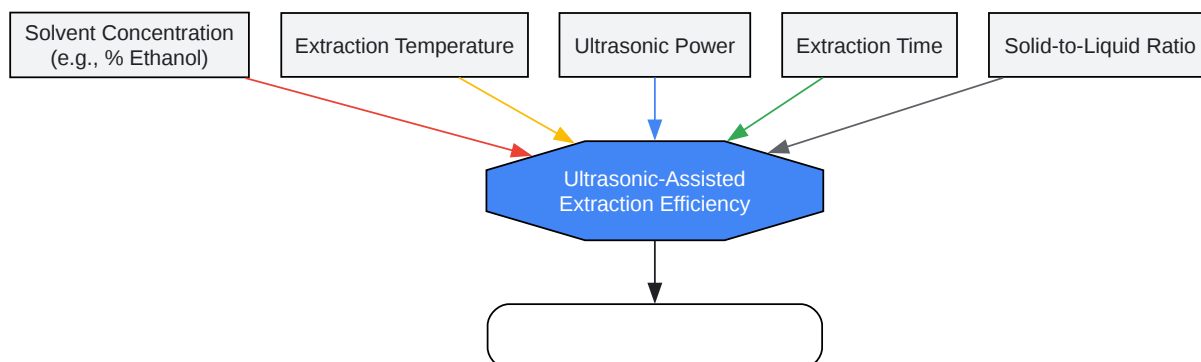 Solvent Concentration
(e.g., % Ethanol)
Extraction Temperature
Ultrasonic Power
Extraction Time
Solid-to-Liquid Ratio
Ultrasonic-Assisted
Extraction Efficiency